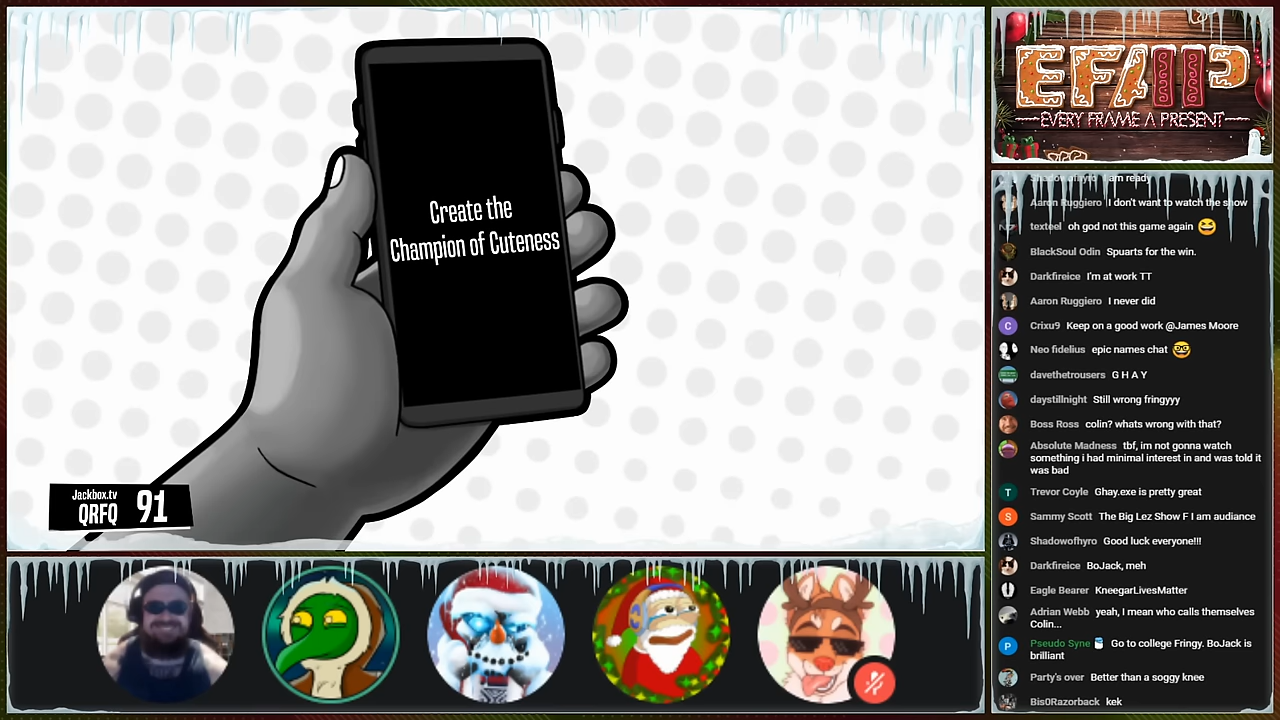 Create the
Champion of Cuteness
Jackbox.tv
QRFQ
91
EFAP
EVERY FRAME A PRESENT
am ready
Aaron Ruggiero I don't want to watch the show
texteel oh god not this game again 😆
BlackSoul Odin Spuarts for the win.
Darkfireice I'm at work TT
Aaron Ruggiero I never did
C
Crixu9 Keep on a good work @James Moore
Neo fidelius epic names chat 🤓
davethetrousers G H A Y
daystillnight Still wrong fringyyy
Boss Ross colin? whats wrong with that?
Absolute Madness tbf, im not gonna watch
something i had minimal interest in and was told it
was bad
T
Trevor Coyle Ghay.exe is pretty great
S
Sammy Scott The Big Lez Show F I am audiance
Shadowofhyro Good luck everyone!!!
Darkfireice BoJack, meh
Eagle Bearer KneegarLivesMatter
Adrian Webb yeah, I mean who calls themselves
Colin...
P
Pseudo Syne Go to college Fringy. BoJack is
brilliant
Party's over Better than a soggy knee
Bis0Razorback kek